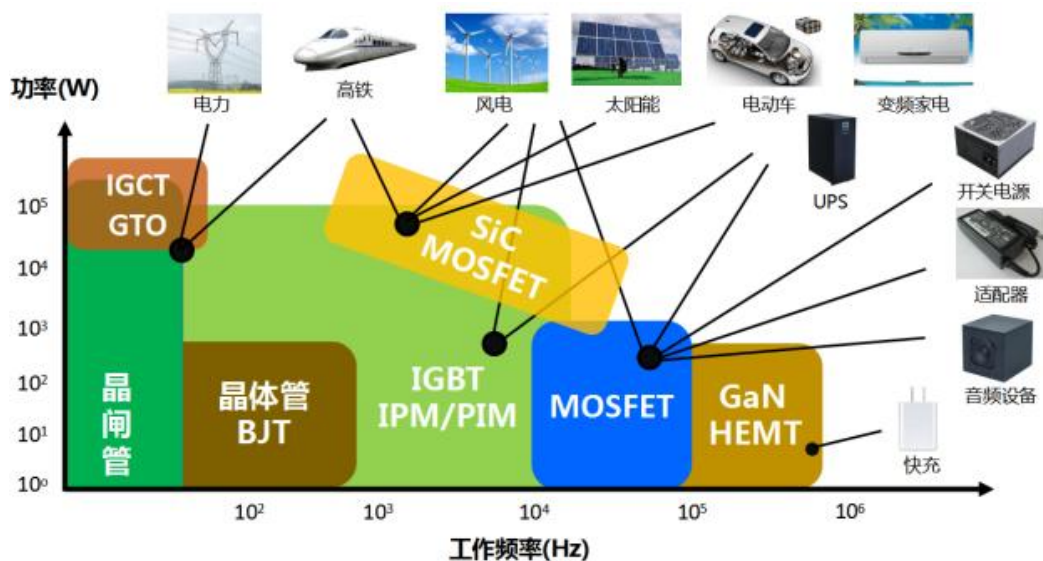 功率(W)
电力
高铁
风电
太阳能
电动车
变频家电
UPS
开关电源
适配器
音频设备
快充
IGCT
GTO
SiC
MOSFET
晶
闸
管
晶体管
BJT
IGBT
IPM/PIM
MOSFET
GaN
HEMT
10⁵
10⁴
10³
10²
10¹
10⁰
10²
10³
10⁴
10⁵
10⁶
工作频率(Hz)